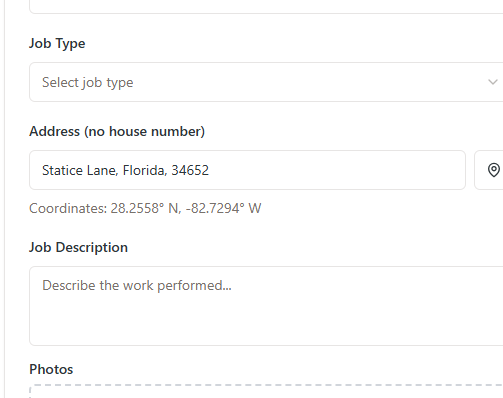 Job Type
Select job type
Address (no house number)
Statice Lane, Florida, 34652
Coordinates: 28.2558° N, -82.7294° W
Job Description
Describe the work performed...
Photos